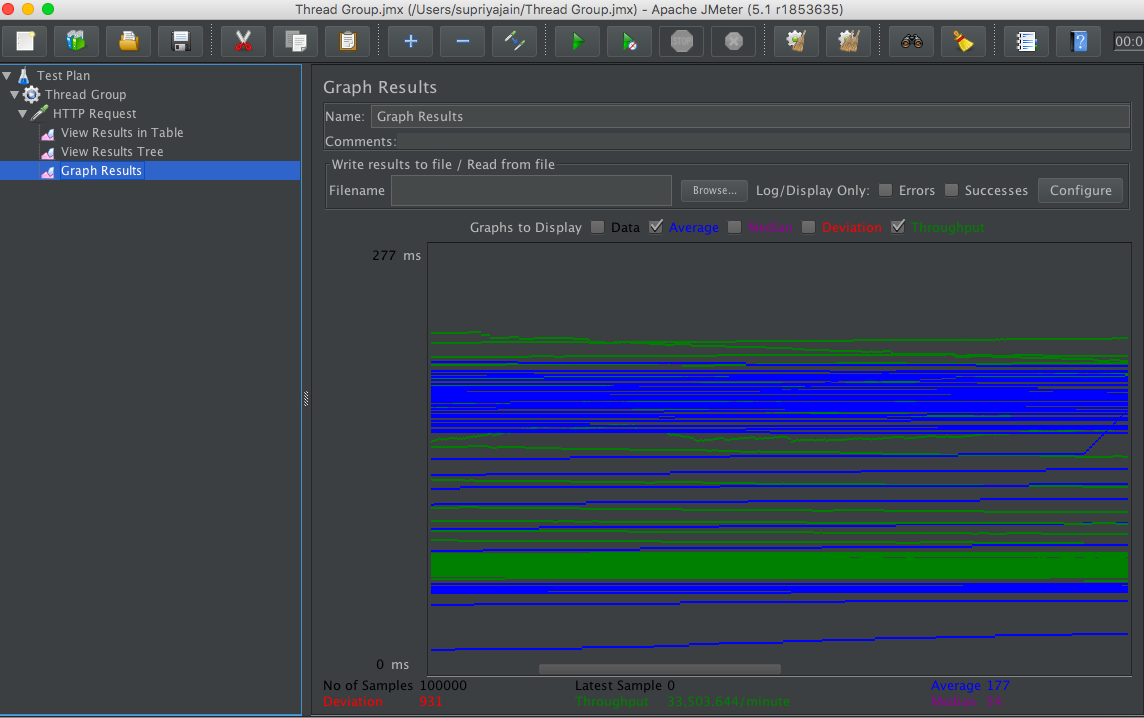 Thread Group.jmx (/Users/supriyajain/Thread Group.jmx) - Apache JMeter (5.1 r1853635)
STOP
00:0
Test Plan
Thread Group
HTTP Request
View Results in Table
View Results Tree
Graph Results
Graph Results
Name: Graph Results
Comments:
Write results to file / Read from file
Filename Browse... Log/Display Only: Errors Successes Configure
Graphs to Display Data Average Median Deviation Throughput
277 ms
0 ms
No of Samples 100000 Latest Sample 0 Average 177
Deviation 931 Throughput 33,503.644/minute Median 54